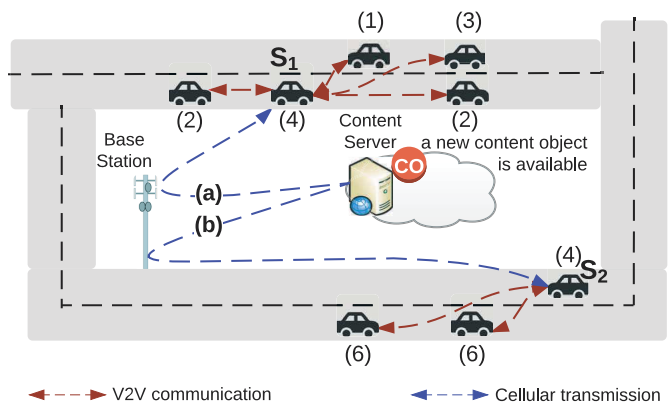 (1)
(3)
S1
(2)
(4)
(2)
Base
Station
Content
Server
CO
a new content object
is available
(a)
(b)
(4)
S2
(6)
(6)
V2V communication
Cellular transmission